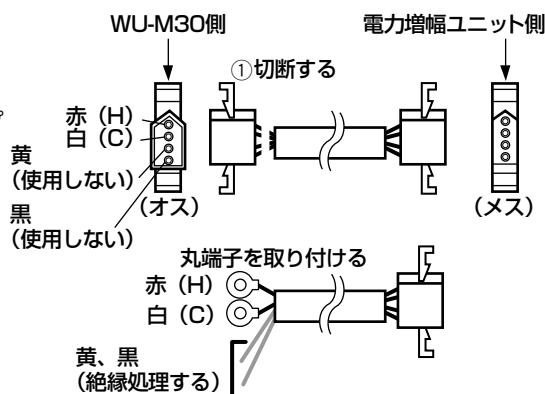 WU-M30側
電力増幅ユニット側
①切断する
赤（H）
白（C）
黄
（使用しない）
黒
（使用しない）
（オス）
（メス）
丸端子を取り付ける
赤（H）
白（C）
黄、黒
（絶縁処理する）